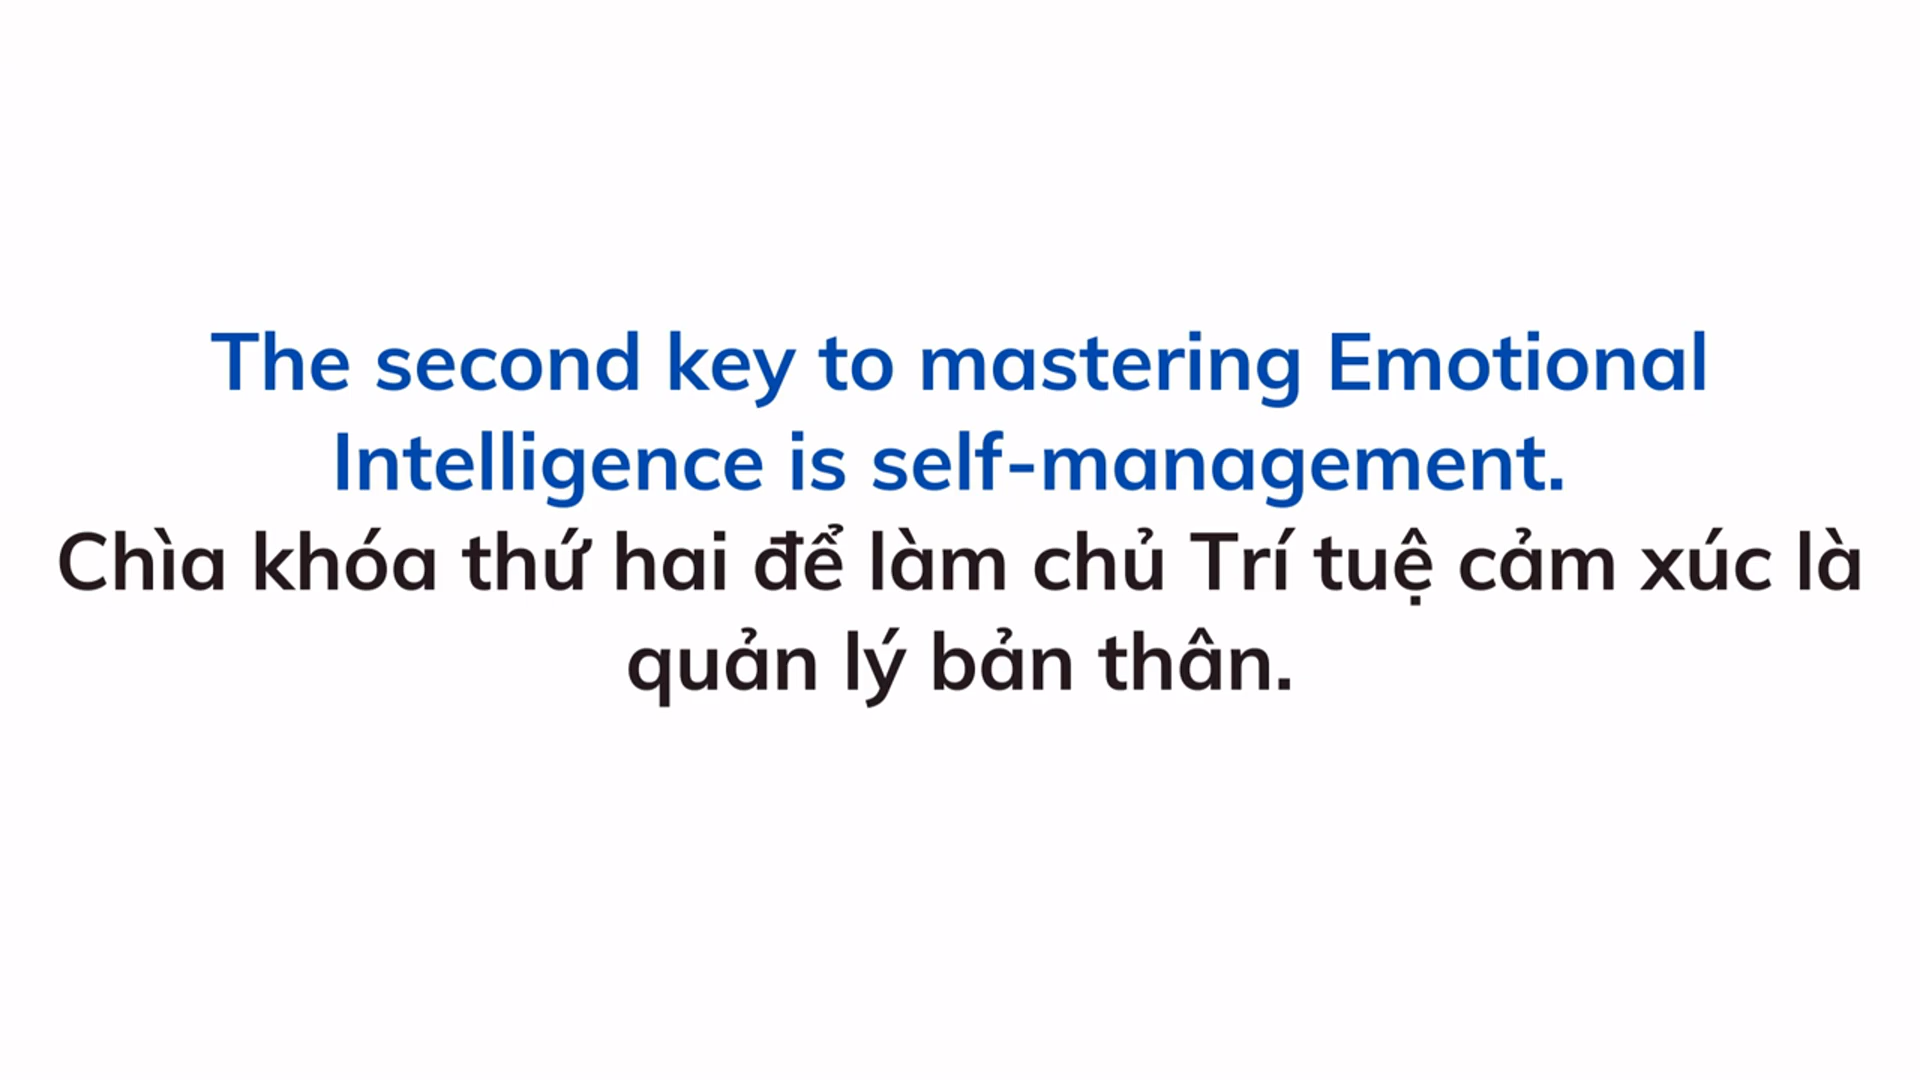 The second key to mastering Emotional
Intelligence is self-management.
Chìa khóa thứ hai để làm chủ Trí tuệ cảm xúc là
quản lý bản thân.